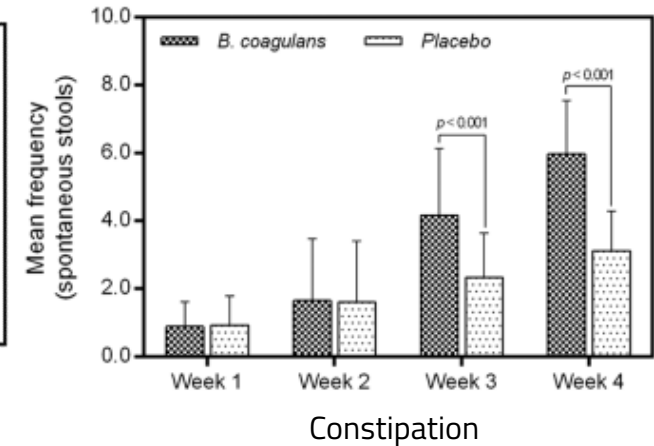 10.0
B. coagulans Placebo
8.0
p<0.001
6.0
p<0.001
4.0
2.0
0.0
Mean frequency
(spontaneous stools)
Week 1 Week 2 Week 3 Week 4
Constipation